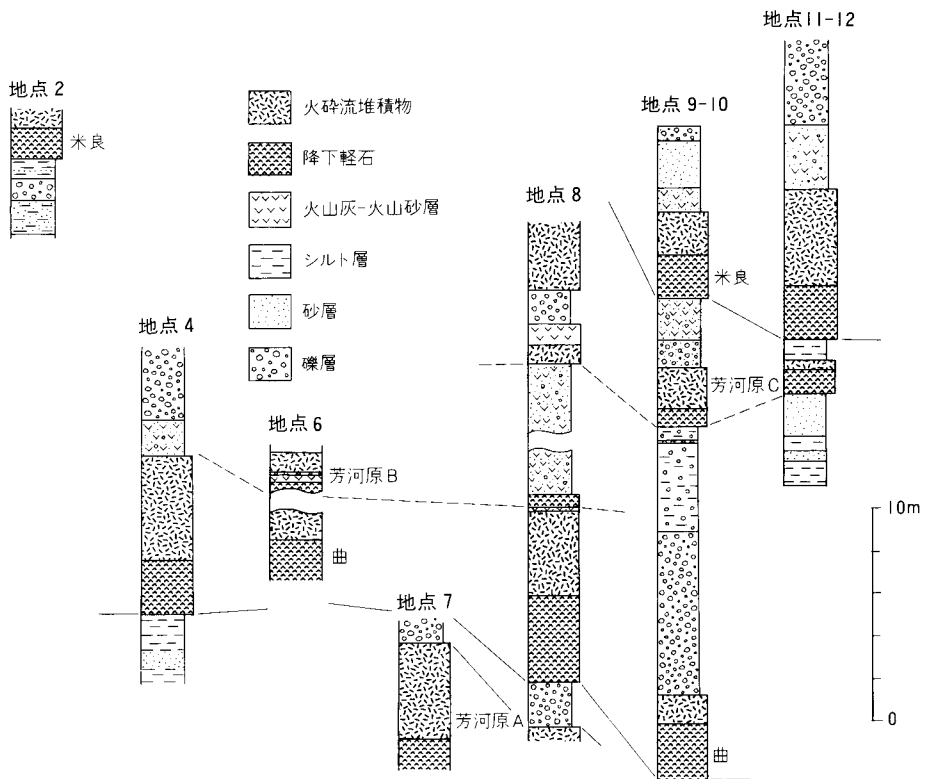 地点 11-12
地点 2
地点 9-10
火砕流堆積物
米良
降下軽石
地点 8
火山灰-火山砂層
シルト層
米良
砂層
地点 4
礫層
芳河原C
地点 6
芳河原B
10m
曲
地点 7
芳河原A
0
曲